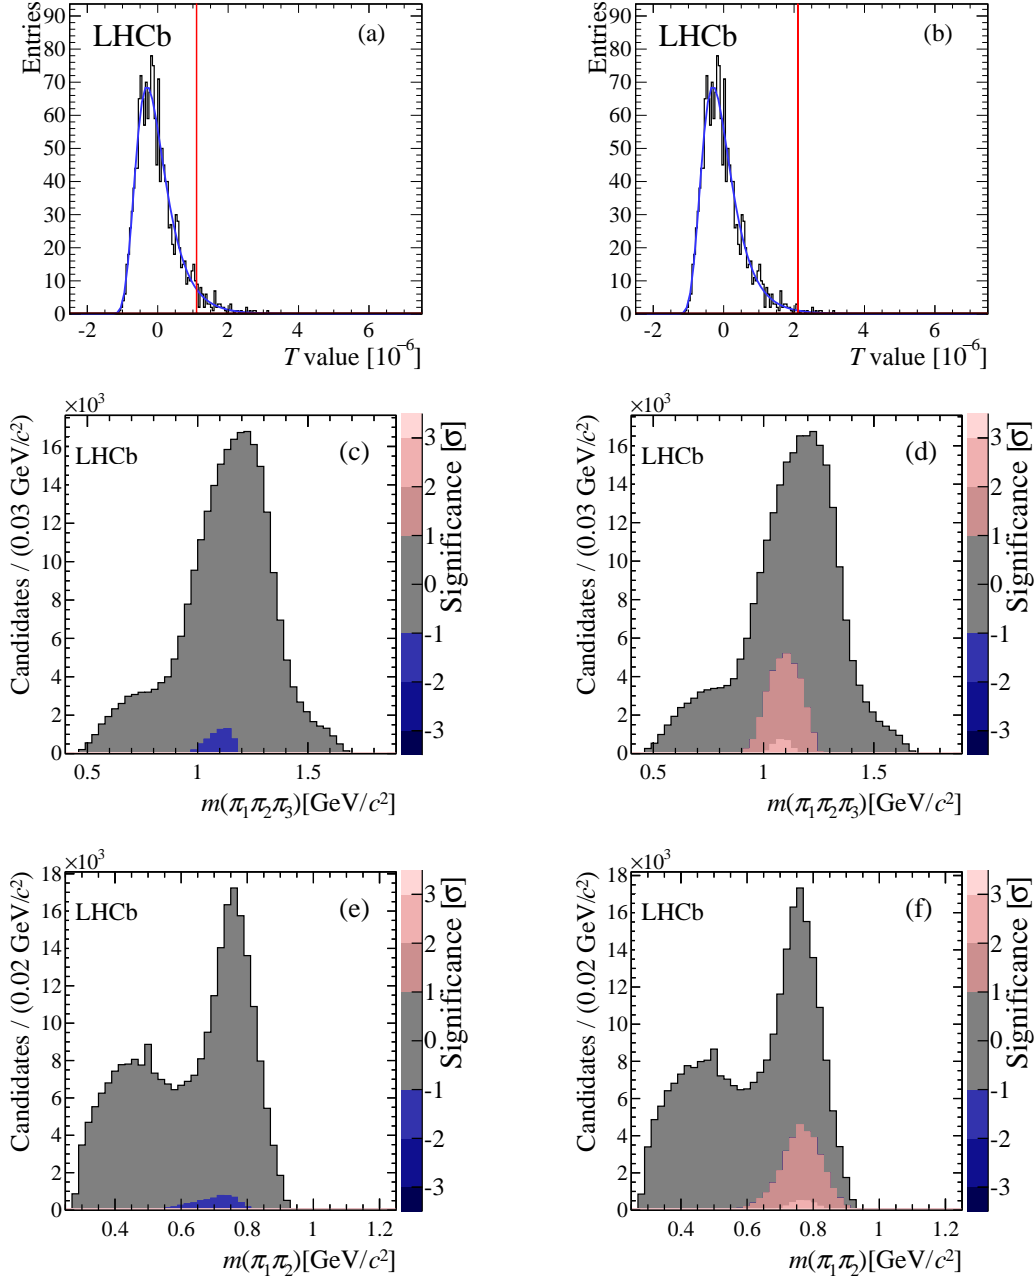 Entries
90
80
70
60
50
40
30
20
10
0
LHCb
(a)
-2 0 2 4 6
T value [10⁻⁶]
Entries
90
80
70
60
50
40
30
20
10
0
LHCb
(b)
-2 0 2 4 6
T value [10⁻⁶]
×10³
Candidates / (0.03 GeV/c²)
16
14
12
10
8
6
4
2
0
LHCb
(c)
0.5 1 1.5
m(π₁π₂π₃)[GeV/c²]
3
2
1
0
-1
-2
-3
Significance [σ]
×10³
Candidates / (0.03 GeV/c²)
16
14
12
10
8
6
4
2
0
LHCb
(d)
0.5 1 1.5
m(π₁π₂π₃)[GeV/c²]
3
2
1
0
-1
-2
-3
Significance [σ]
×10³
Candidates / (0.02 GeV/c²)
18
16
14
12
10
8
6
4
2
0
LHCb
(e)
0.4 0.6 0.8 1 1.2
m(π₁π₂)[GeV/c²]
3
2
1
0
-1
-2
-3
Significance [σ]
×10³
Candidates / (0.02 GeV/c²)
18
16
14
12
10
8
6
4
2
0
LHCb
(f)
0.4 0.6 0.8 1 1.2
m(π₁π₂)[GeV/c²]
3
2
1
0
-1
-2
-3
Significance [σ]